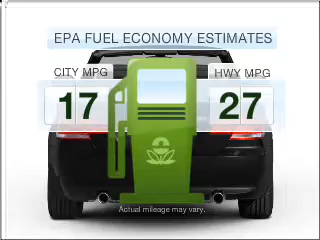 EPA FUEL ECONOMY ESTIMATES
CITY MPG
HWY MPG
17
27
Actual mileage may vary.